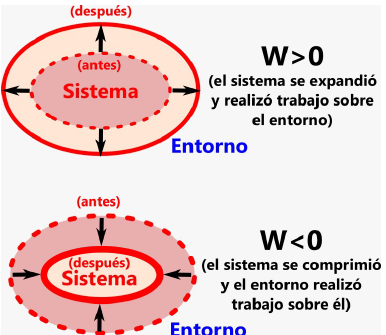 (después)
(antes)
Sistema
Entorno
W>0
(el sistema se expandió
y realizó trabajo sobre
el entorno)
(antes)
(después)
Sistema
Entorno
W<0
(el sistema se comprimió
y el entorno realizó
trabajo sobre él)